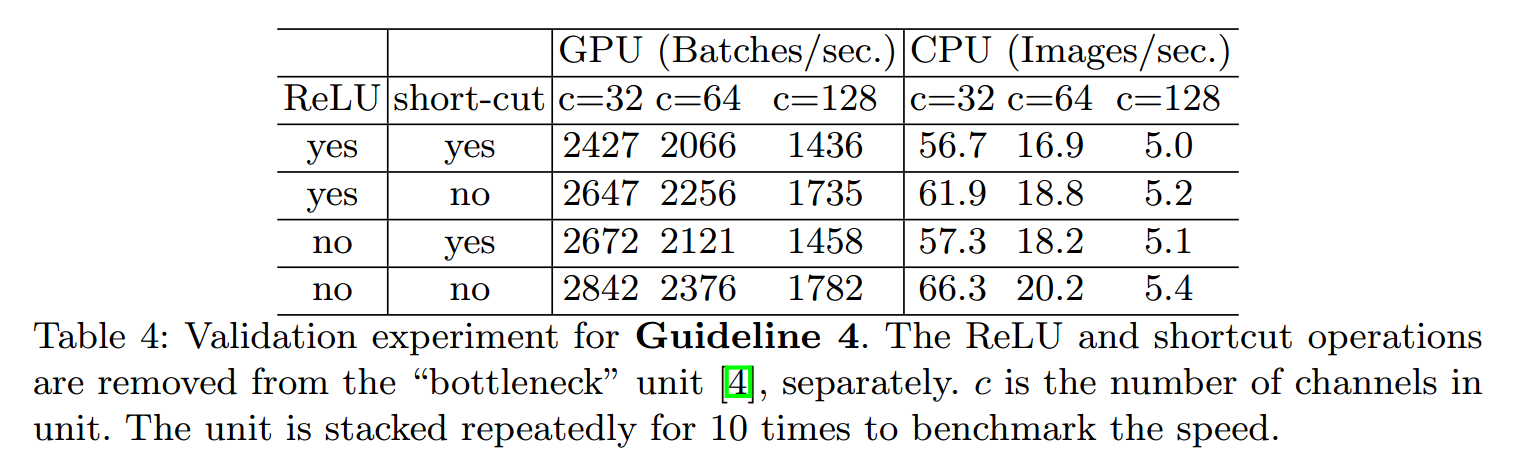 GPU (Batches/sec.) CPU (Images/sec.)
ReLU short-cut c=32 c=64 c=128 c=32 c=64 c=128
yes yes 2427 2066 1436 56.7 16.9 5.0
yes no 2647 2256 1735 61.9 18.8 5.2
no yes 2672 2121 1458 57.3 18.2 5.1
no no 2842 2376 1782 66.3 20.2 5.4
Table 4: Validation experiment for Guideline 4. The ReLU and shortcut operations
are removed from the “bottleneck” unit [4], separately. c is the number of channels in
unit. The unit is stacked repeatedly for 10 times to benchmark the speed.